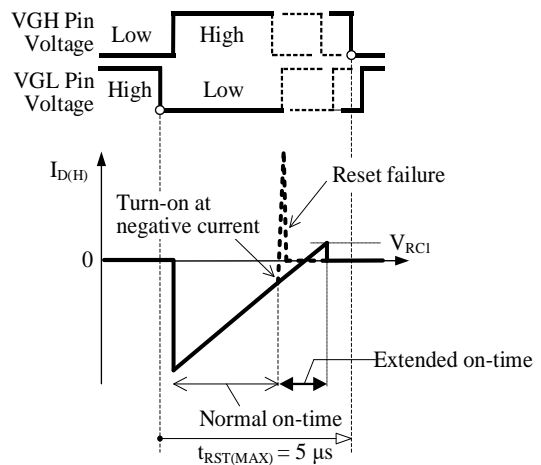 VGH Pin
Voltage
Low
High
VGL Pin
Voltage
High
Low
I_D(H)
Reset failure
Turn-on at
negative current
V_RC1
0
Extended on-time
Normal on-time
t_RST(MAX) = 5 µs